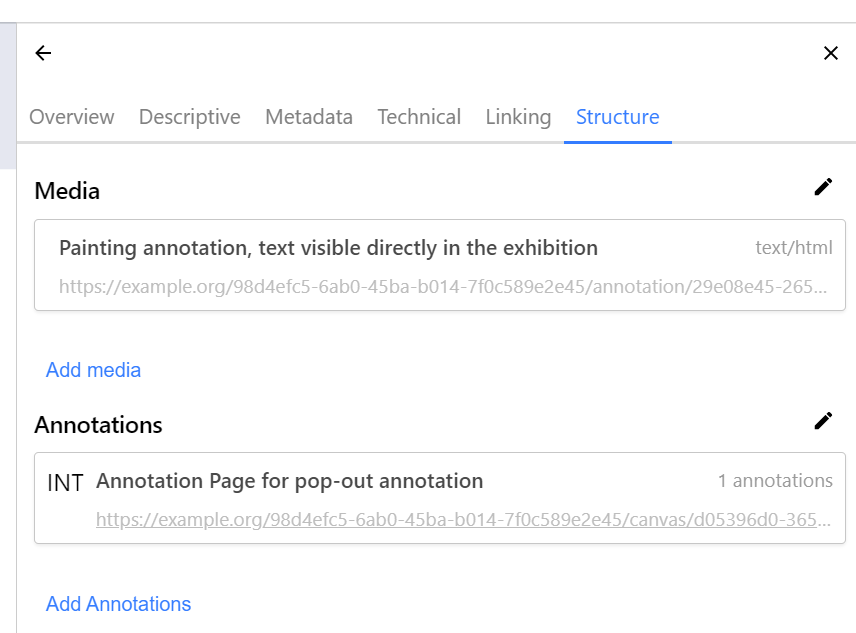 Overview Descriptive Metadata Technical Linking Structure
Media
Painting annotation, text visible directly in the exhibition text/html
https://example.org/98d4efc5-6ab0-45ba-b014-7f0c589e2e45/annotation/29e08e45-265...
Add media
Annotations
INT Annotation Page for pop-out annotation 1 annotations
https://example.org/98d4efc5-6ab0-45ba-b014-7f0c589e2e45/canvas/d05396d0-365...
Add Annotations